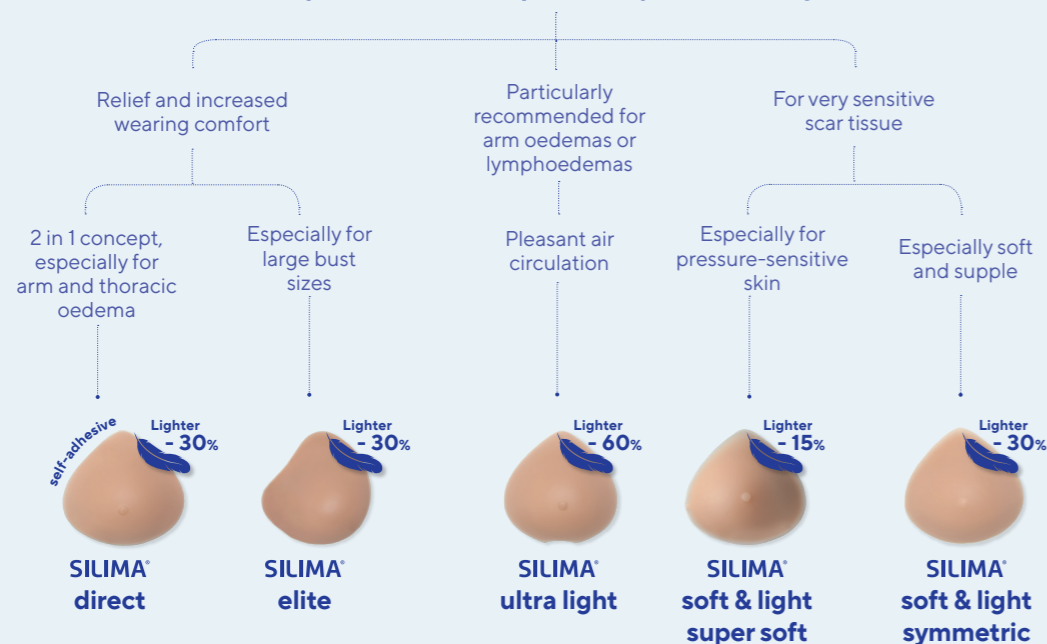 Relief and increased
wearing comfort
Particularly
recommended for
arm oedemas or
lymphoedemas
For very sensitive
scar tissue
2 in 1 concept,
especially for
arm and thoracic
oedema
Especially for
large bust
sizes
Pleasant air
circulation
Especially for
pressure-sensitive
skin
Especially soft
and supple
self-adhesive
Lighter
- 30%
Lighter
- 30%
Lighter
- 60%
Lighter
- 15%
Lighter
- 30%
SILIMA®
direct
SILIMA®
elite
SILIMA®
ultra light
SILIMA®
soft & light
super soft
SILIMA®
soft & light
symmetric